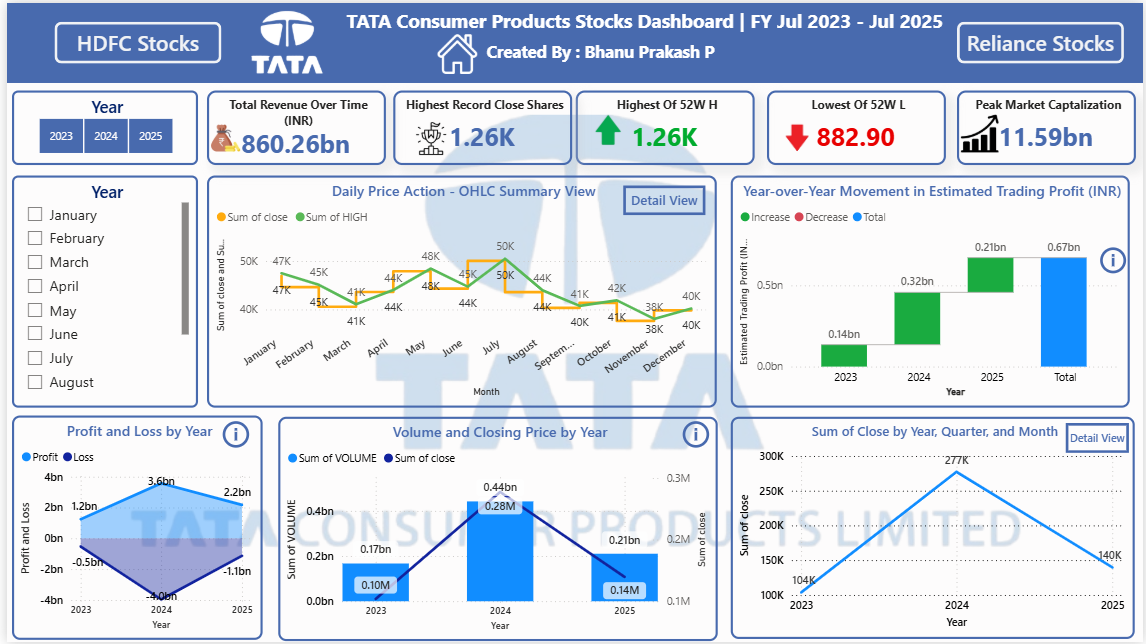 HDFC Stocks
TATA
TATA Consumer Products Stocks Dashboard | FY Jul 2023 - Jul 2025
Created By : Bhanu Prakash P
Reliance Stocks
Year
2023 2024 2025
Total Revenue Over Time
(INR)
860.26bn
Highest Record Close Shares
1.26K
Highest Of 52W H
1.26K
Lowest Of 52W L
882.90
Peak Market Captalization
11.59bn
Year
January
February
March
April
May
June
July
August
Daily Price Action - OHLC Summary View
Detail View
Sum of close Sum of HIGH
Sum of close and Su...
50K
40K
47K
45K
41K
44K
48K
45K
50K
44K
41K
42K
38K
40K
47K
45K
41K
44K
48K
44K
50K
44K
40K
41K
38K
40K
January
February
March
April
May
June
July
August
Septem...
October
November
December
Month
Year-over-Year Movement in Estimated Trading Profit (INR)
Increase Decrease Total
i
Estimated Trading Profit (IN...
0.5bn
0.0bn
0.14bn
0.32bn
0.21bn
0.67bn
2023 2024 2025 Total
Year
Profit and Loss by Year
i
Profit Loss
Profit and Loss
4bn
2bn
0bn
-2bn
-4bn
1.2bn
3.6bn
2.2bn
-0.5bn
-4.0bn
-1.1bn
2023 2024 2025
Year
Volume and Closing Price by Year
i
Sum of VOLUME Sum of close
Sum of VOLUME
0.4bn
0.2bn
0.0bn
0.17bn
0.44bn
0.21bn
0.10M
0.28M
0.14M
0.3M
0.2M
0.1M
Sum of close
2023 2024 2025
Year
Sum of Close by Year, Quarter, and Month
Detail View
Sum of close
300K
250K
200K
150K
100K
104K
277K
140K
2023 2024 2025
Year
TATA
TATA CONSUMER PRODUCTS LIMITED